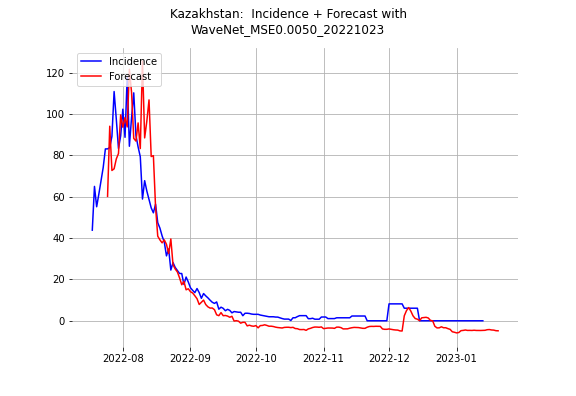 Kazakhstan:  Incidence + Forecast with
WaveNet_MSE0.0050_20221023
Incidence
Forecast
120
100
80
60
40
20
0
2022-08 2022-09 2022-10 2022-11 2022-12 2023-01